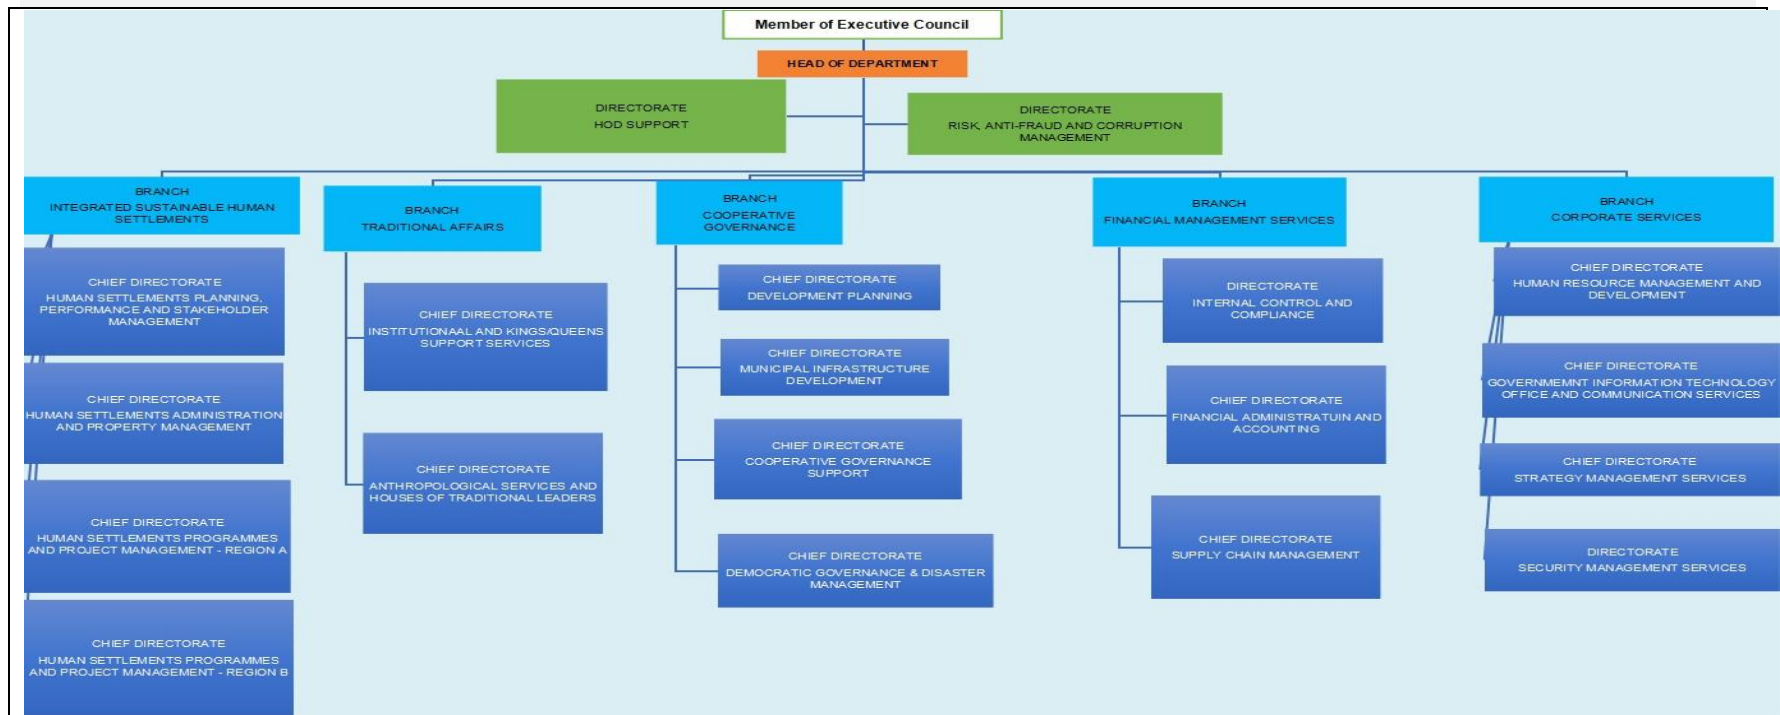 Member of Executive Council
HEAD OF DEPARTMENT
DIRECTORATE
HOD SUPPORT
DIRECTORATE
RISK, ANTI-FRAUD AND CORRUPTION
MANAGEMENT
BRANCH
INTEGRATED SUSTAINABLE HUMAN
SETTLEMENTS
CHIEF DIRECTORATE
HUMAN SETTLEMENTS PLANNING,
PERFORMANCE AND STAKEHOLDER
MANAGEMENT
CHIEF DIRECTORATE
HUMAN SETTLEMENTS ADMINISTRATION
AND PROPERTY MANAGEMENT
CHIEF DIRECTORATE
HUMAN SETTLEMENTS PROGRAMMES
AND PROJECT MANAGEMENT - REGION A
CHIEF DIRECTORATE
HUMAN SETTLEMENTS PROGRAMMES
AND PROJECT MANAGEMENT - REGION B
BRANCH
TRADITIONAL AFFAIRS
CHIEF DIRECTORATE
INSTITUTIONAAL AND KINGS/QUEENS
SUPPORT SERVICES
CHIEF DIRECTORATE
ANTHROPOLOGICAL SERVICES AND
HOUSES OF TRADITIONAL LEADERS
BRANCH
COOPERATIVE
GOVERNANCE
CHIEF DIRECTORATE
DEVELOPMENT PLANNING
CHIEF DIRECTORATE
MUNICIPAL INFRASTRUCTURE
DEVELOPMENT
CHIEF DIRECTORATE
COOPERATIVE GOVERNANCE
SUPPORT
CHIEF DIRECTORATE
DEMOCRATIC GOVERNANCE & DISASTER
MANAGEMENT
BRANCH
FINANCIAL MANAGEMENT SERVICES
DIRECTORATE
INTERNAL CONTROL AND
COMPLIANCE
CHIEF DIRECTORATE
FINANCIAL ADMINISTRATUIN AND
ACCOUNTING
CHIEF DIRECTORATE
SUPPLY CHAIN MANAGEMENT
BRANCH
CORPORATE SERVICES
CHIEF DIRECTORATE
HUMAN RESOURCE MANAGEMENT AND
DEVELOPMENT
CHIEF DIRECTORATE
GOVERNMEMNT INFORMATION TECHNOLOGY
OFFICE AND COMMUNICATION SERVICES
CHIEF DIRECTORATE
STRATEGY MANAGEMENT SERVICES
DIRECTORATE
SECURITY MANAGEMENT SERVICES